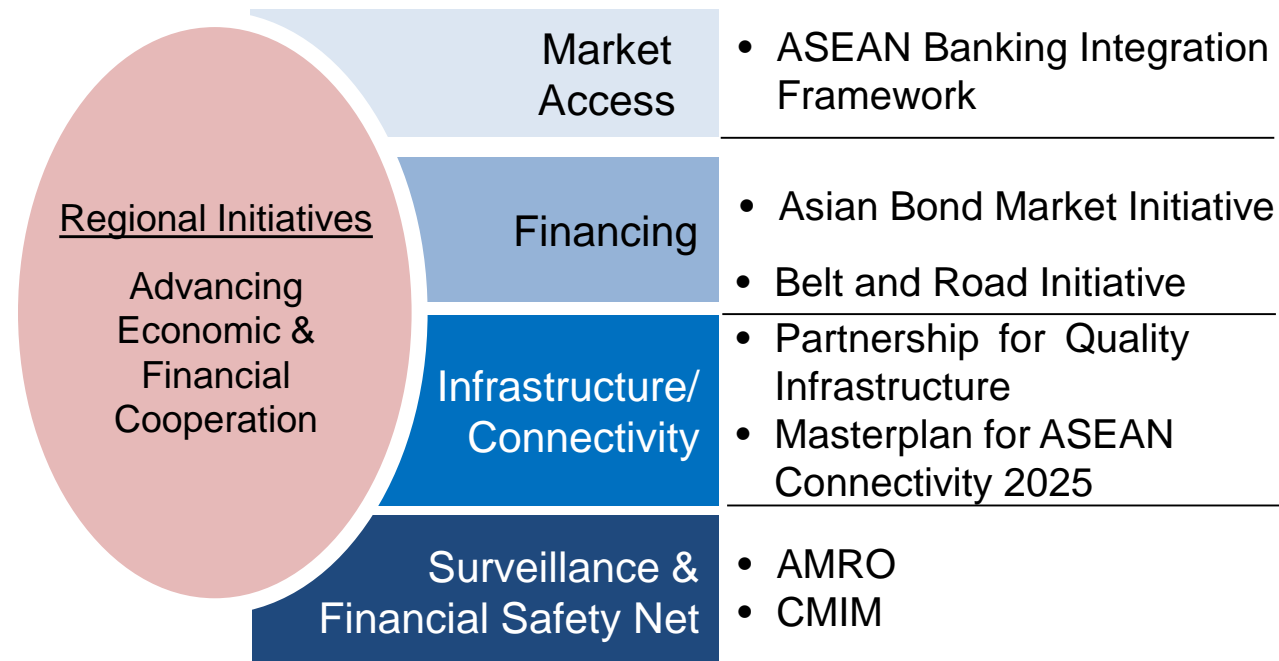 Regional Initiatives
Advancing
Economic &
Financial
Cooperation
Market
Access
• ASEAN Banking Integration
Framework
Financing
• Asian Bond Market Initiative
• Belt and Road Initiative
Infrastructure/
Connectivity
• Partnership for Quality
Infrastructure
• Masterplan for ASEAN
Connectivity 2025
Surveillance &
Financial Safety Net
• AMRO
• CMIM